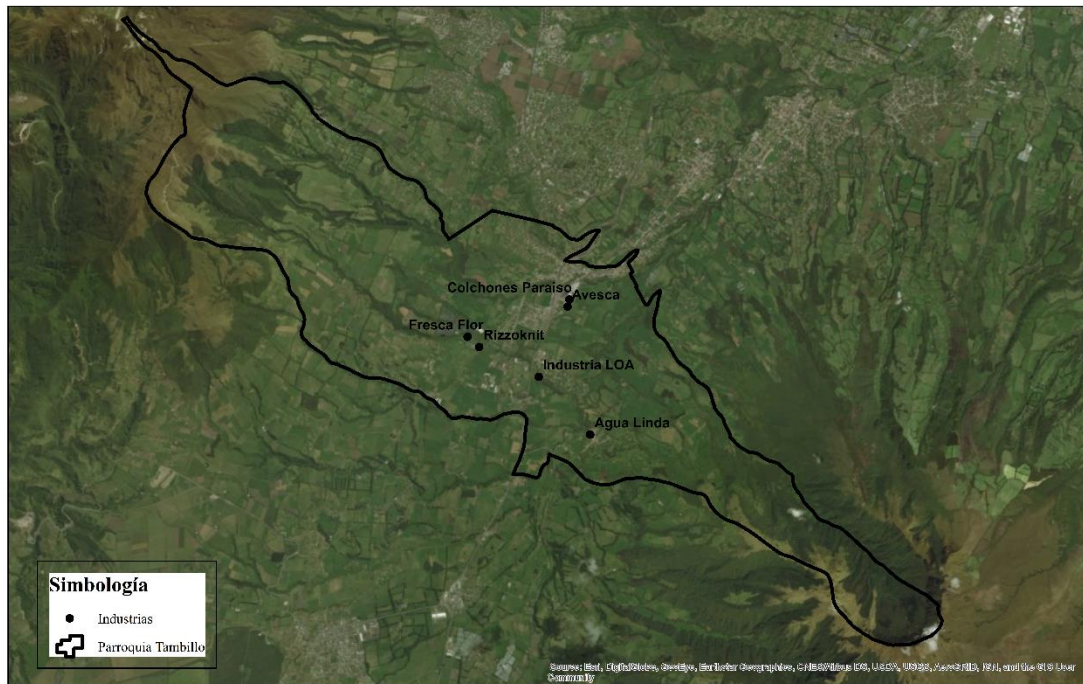 Colchones Paraiso
Avesca
Fresca Flor
Rizzoknit
Industria LOA
Agua Linda
Simbología
Industrias
Parroquia Tambillo
Source: Esri, DigitalGlobe, GeoEye, Earthstar Geographics, CNES/Airbus DS, USDA, USGS, AeroGRID, IGN, and the GIS User
Community